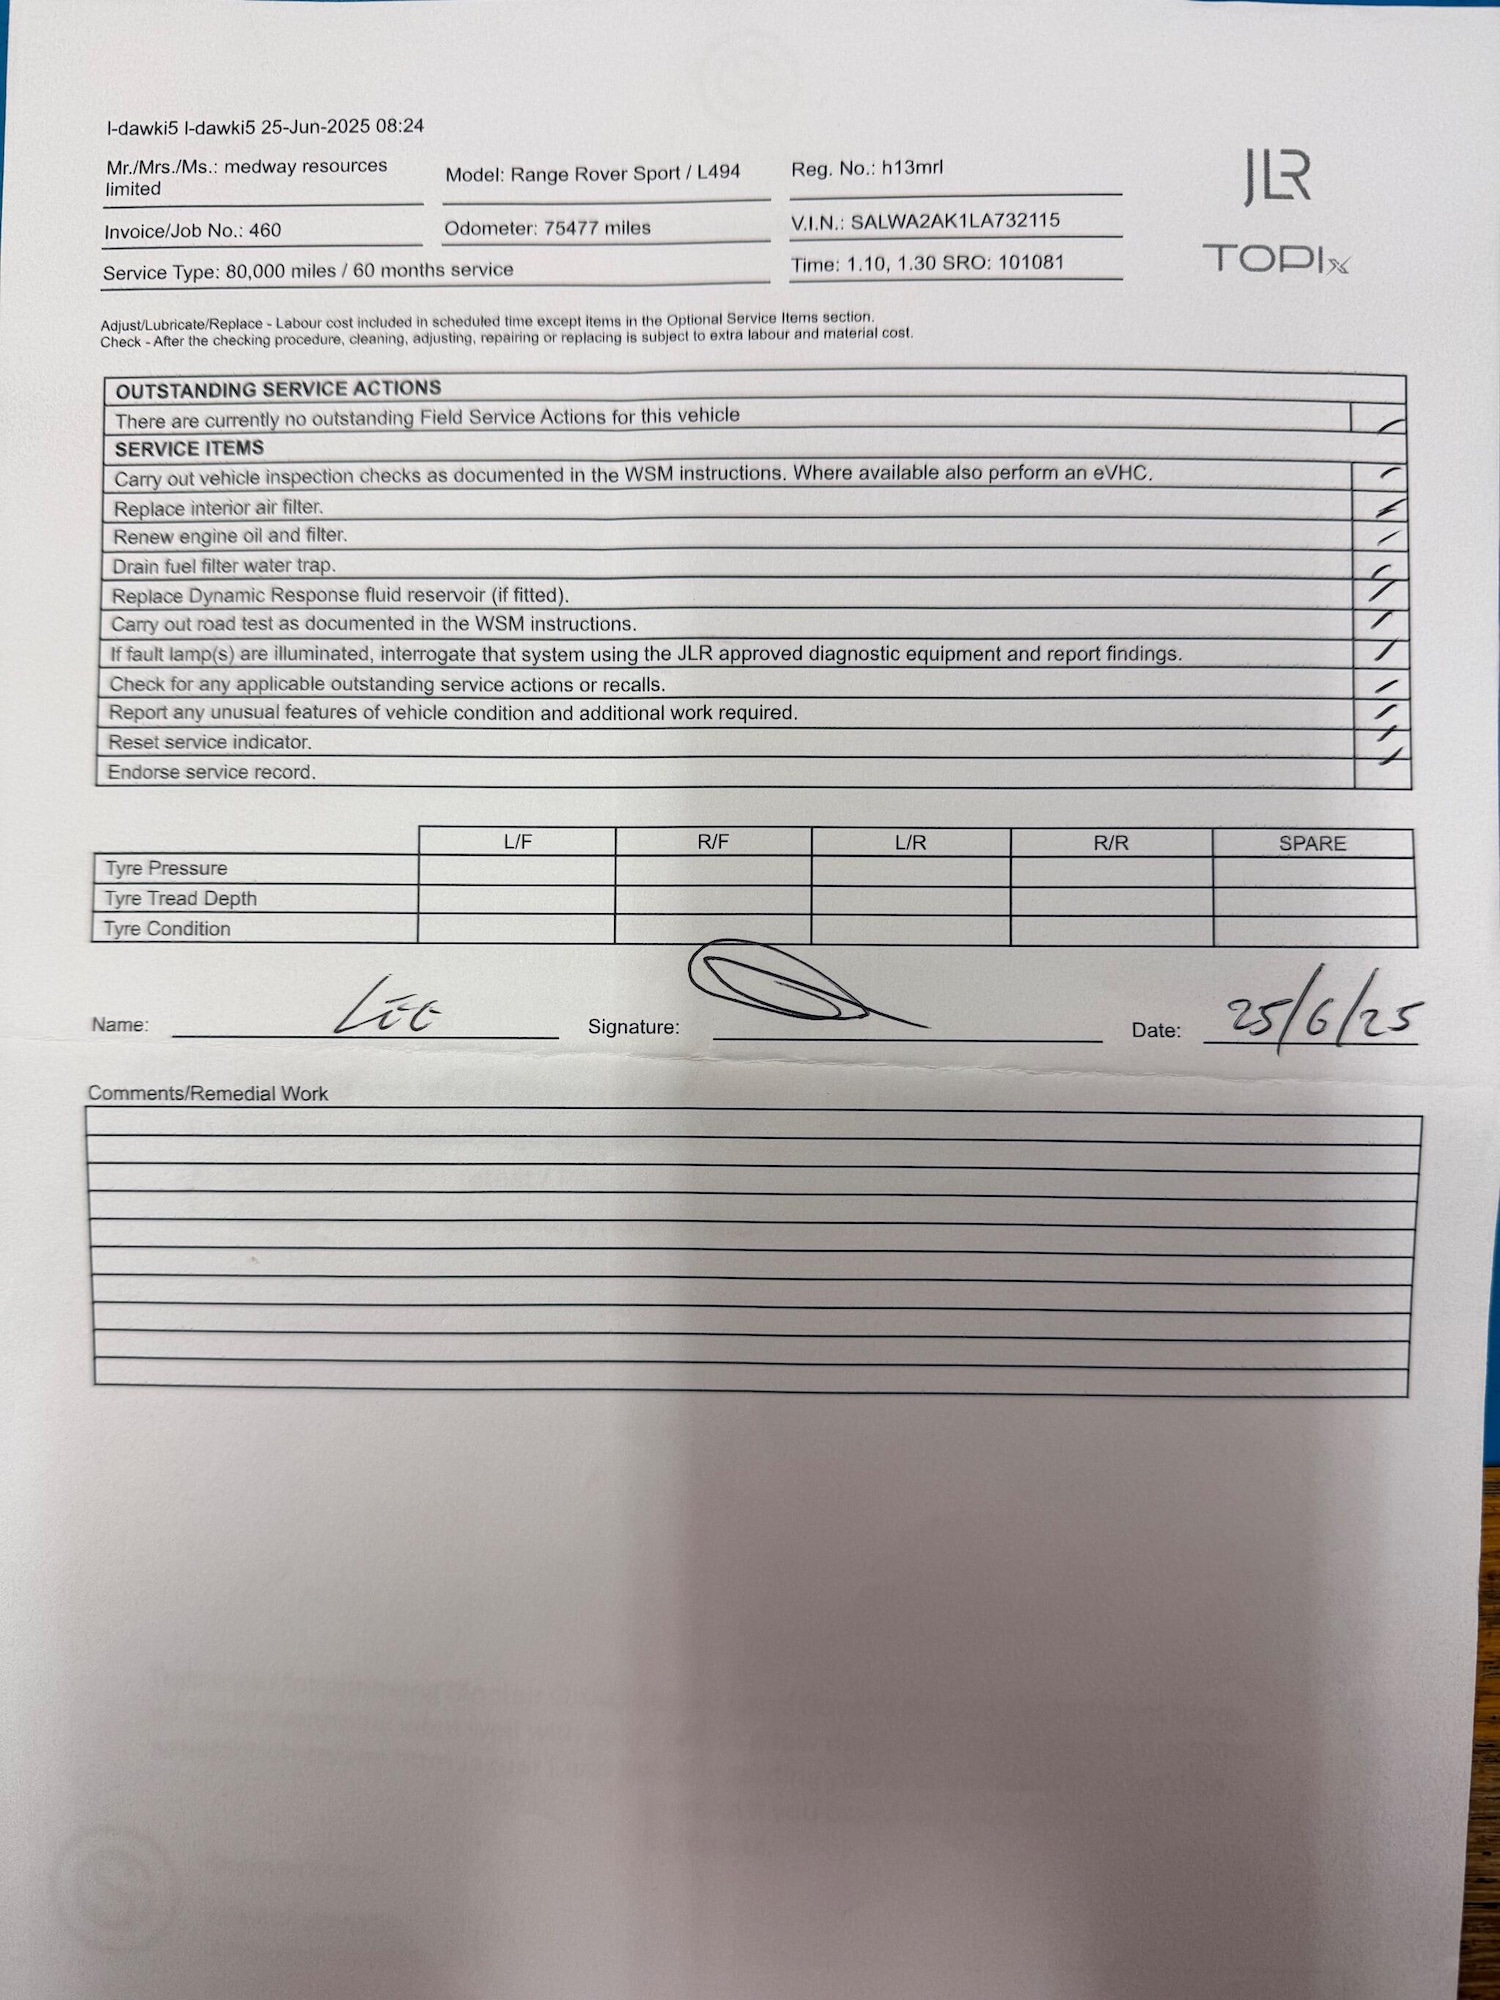 l-dawki5 l-dawki5 25-Jun-2025 08:24
Mr./Mrs./Ms.: medway resources
limited
Model: Range Rover Sport / L494
Reg. No.: h13mrl
JLR
Invoice/Job No.: 460
Odometer: 75477 miles
V.I.N.: SALWA2AK1LA732115
TOPIx
Service Type: 80,000 miles / 60 months service
Time: 1.10, 1.30 SRO: 101081
Adjust/Lubricate/Replace - Labour cost included in scheduled time except items in the Optional Service Items section.
Check - After the checking procedure, cleaning, adjusting, repairing or replacing is subject to extra labour and material cost.
OUTSTANDING SERVICE ACTIONS
There are currently no outstanding Field Service Actions for this vehicle
SERVICE ITEMS
Carry out vehicle inspection checks as documented in the WSM instructions. Where available also perform an eVHC.
Replace interior air filter.
Renew engine oil and filter.
Drain fuel filter water trap.
Replace Dynamic Response fluid reservoir (if fitted).
Carry out road test as documented in the WSM instructions.
If fault lamp(s) are illuminated, interrogate that system using the JLR approved diagnostic equipment and report findings.
Check for any applicable outstanding service actions or recalls.
Report any unusual features of vehicle condition and additional work required.
Reset service indicator.
Endorse service record.
L/F R/F L/R R/R SPARE
Tyre Pressure
Tyre Tread Depth
Tyre Condition
Name: Lee Signature: Date: 25/6/25
Comments/Remedial Work